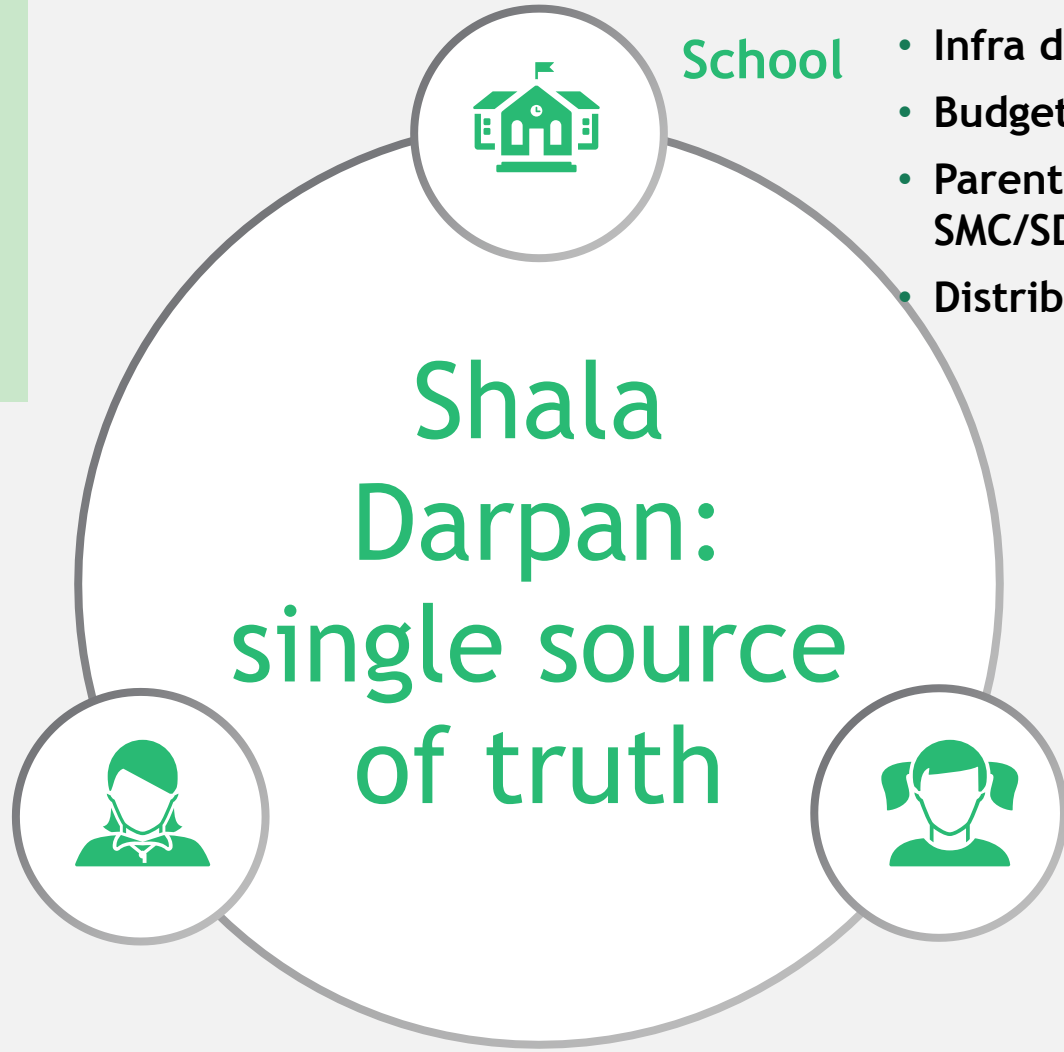 School
• Infra d
• Budget
• Parent
SMC/SD
• Distrib
Shala
Darpan:
single source
of truth